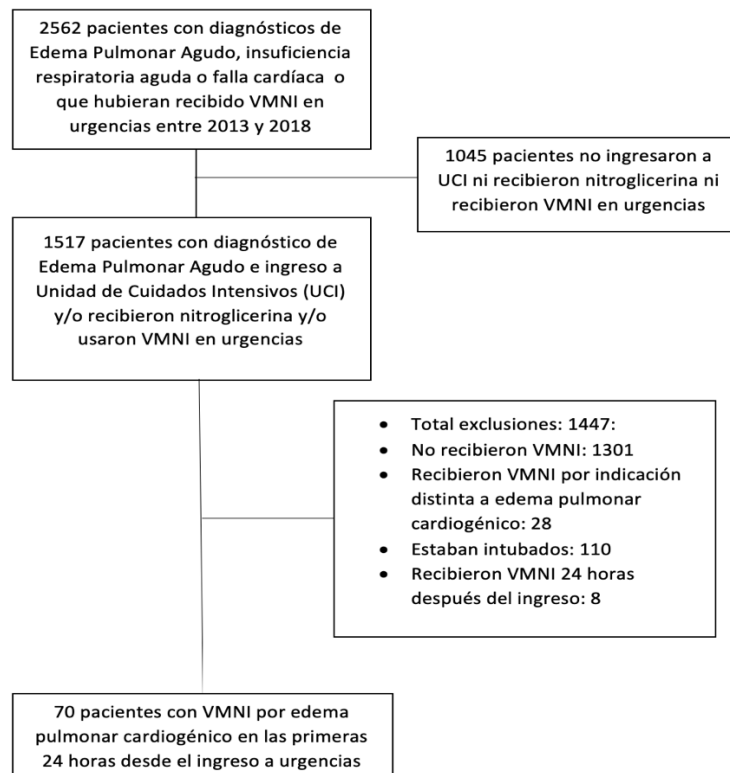 2562 pacientes con diagnósticos de
Edema Pulmonar Agudo, insuficiencia
respiratoria aguda o falla cardíaca o
que hubieran recibido VMNI en
urgencias entre 2013 y 2018
1045 pacientes no ingresaron a
UCI ni recibieron nitroglicerina ni
recibieron VMNI en urgencias
1517 pacientes con diagnóstico de
Edema Pulmonar Agudo e ingreso a
Unidad de Cuidados Intensivos (UCI)
y/o recibieron nitroglicerina y/o
usaron VMNI en urgencias
• Total exclusiones: 1447:
• No recibieron VMNI: 1301
• Recibieron VMNI por indicación
distinta a edema pulmonar
cardiogénico: 28
• Estaban intubados: 110
• Recibieron VMNI 24 horas
después del ingreso: 8
70 pacientes con VMNI por edema
pulmonar cardiogénico en las primeras
24 horas desde el ingreso a urgencias